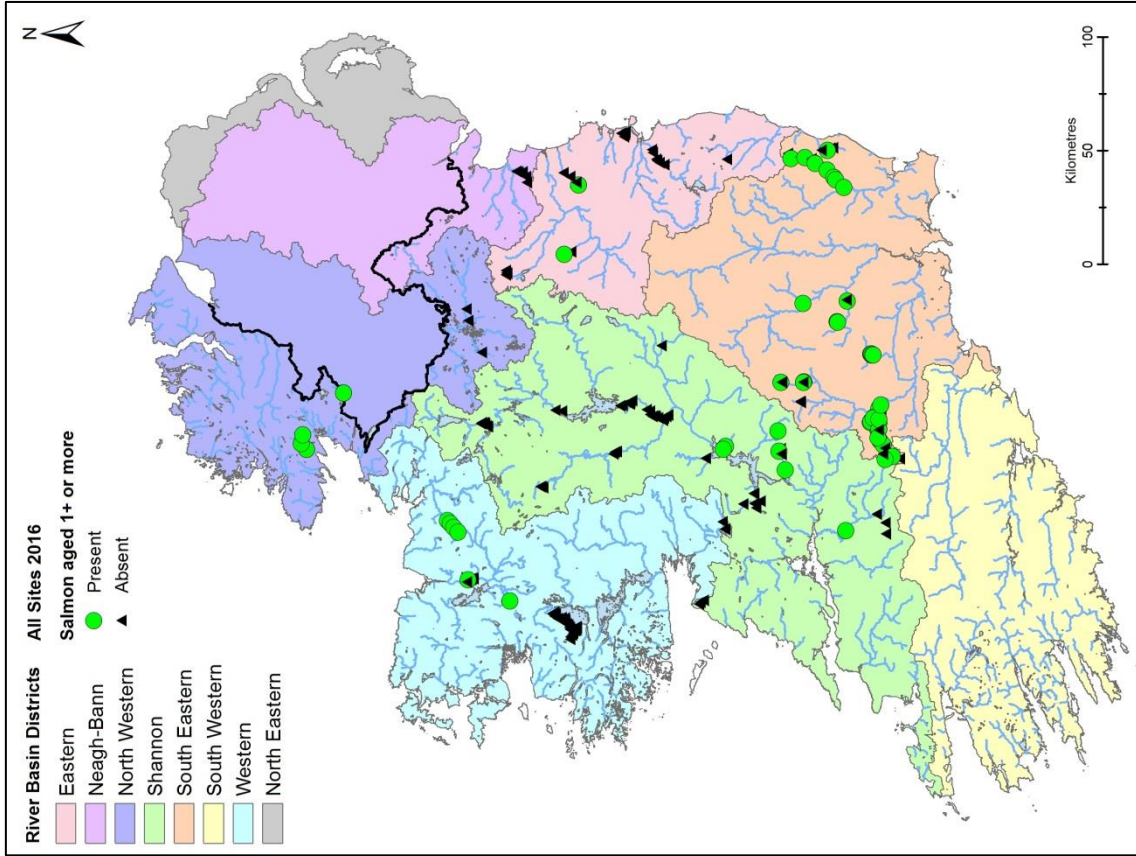 River Basin Districts
Eastern
Neagh-Bann
North Western
Shannon
South Eastern
South Western
Western
North Eastern
All Sites 2016
Salmon aged 1+ or more
Present
Absent
N
0 50 100
Kilometres